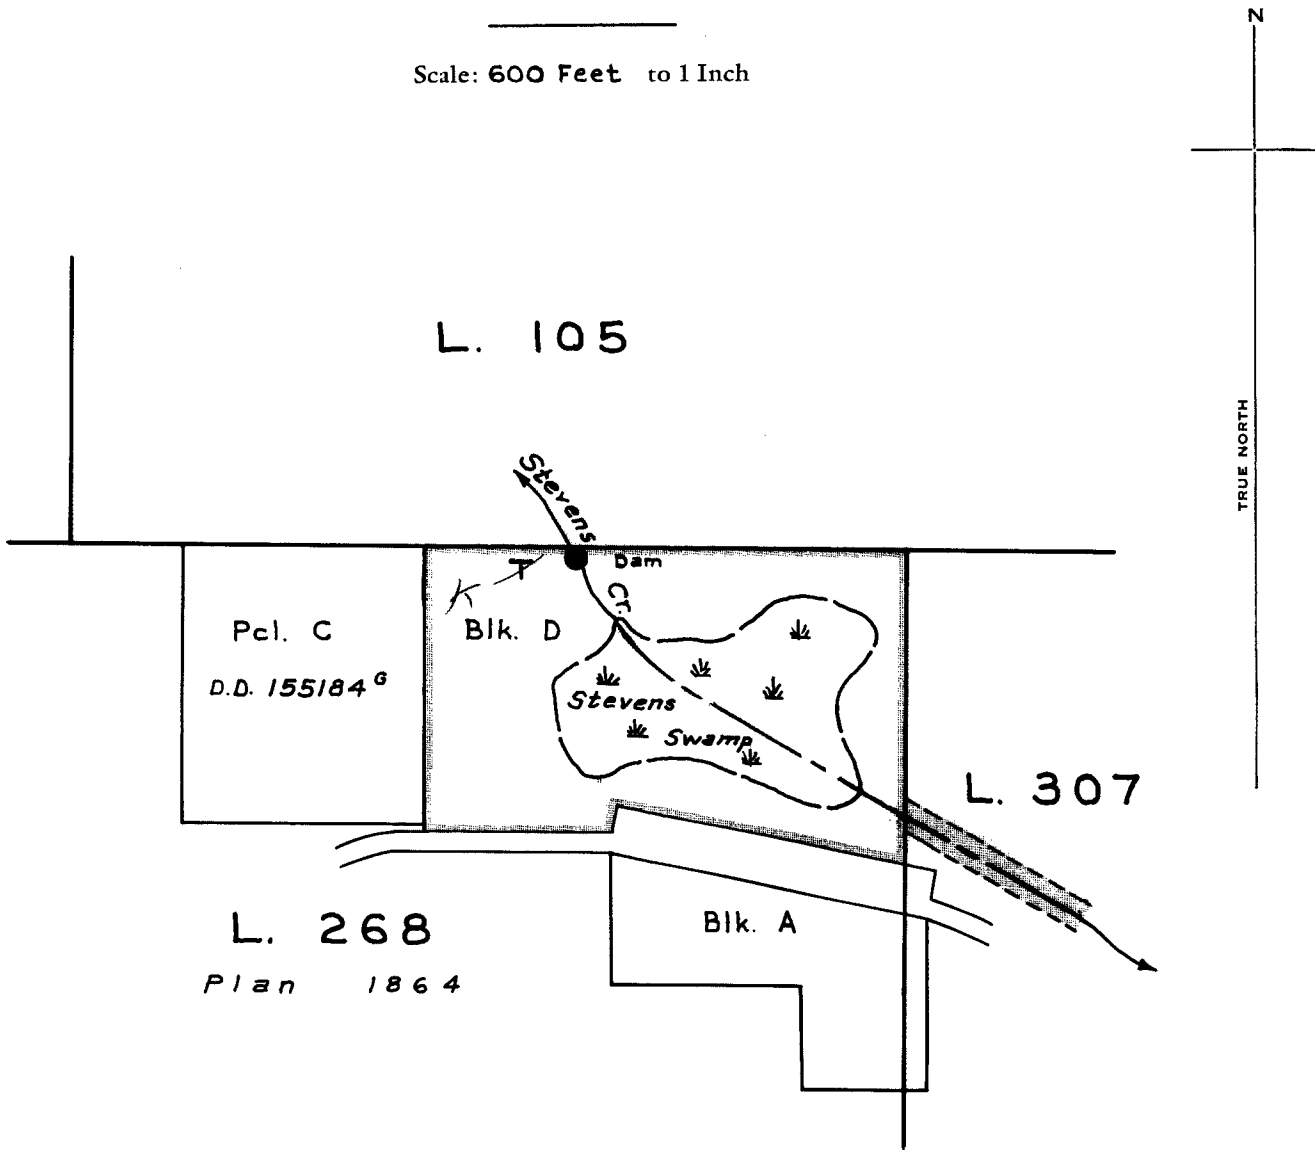 N
Scale: 600 Feet to 1 Inch
L. 105
TRUE NORTH
Stevens
Cr.
Dam
T
K
Pcl. C
D.D. 155184 G
Blk. D
Stevens
Swamp
L. 307
L. 268
Plan 1864
Blk. A